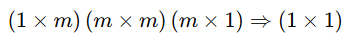 (1 × m) (m × m) (m × 1) ⇒ (1 × 1)